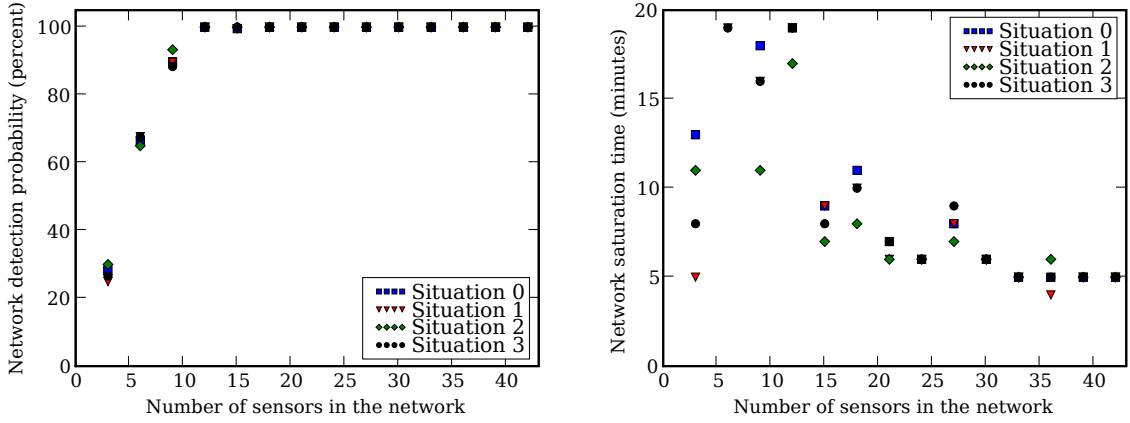 Network detection probability (percent)
100
80
60
40
20
0
0 5 10 15 20 25 30 35 40
Number of sensors in the network
Situation 0
Situation 1
Situation 2
Situation 3
Network saturation time (minutes)
20
15
10
5
0
0 5 10 15 20 25 30 35 40
Number of sensors in the network
Situation 0
Situation 1
Situation 2
Situation 3